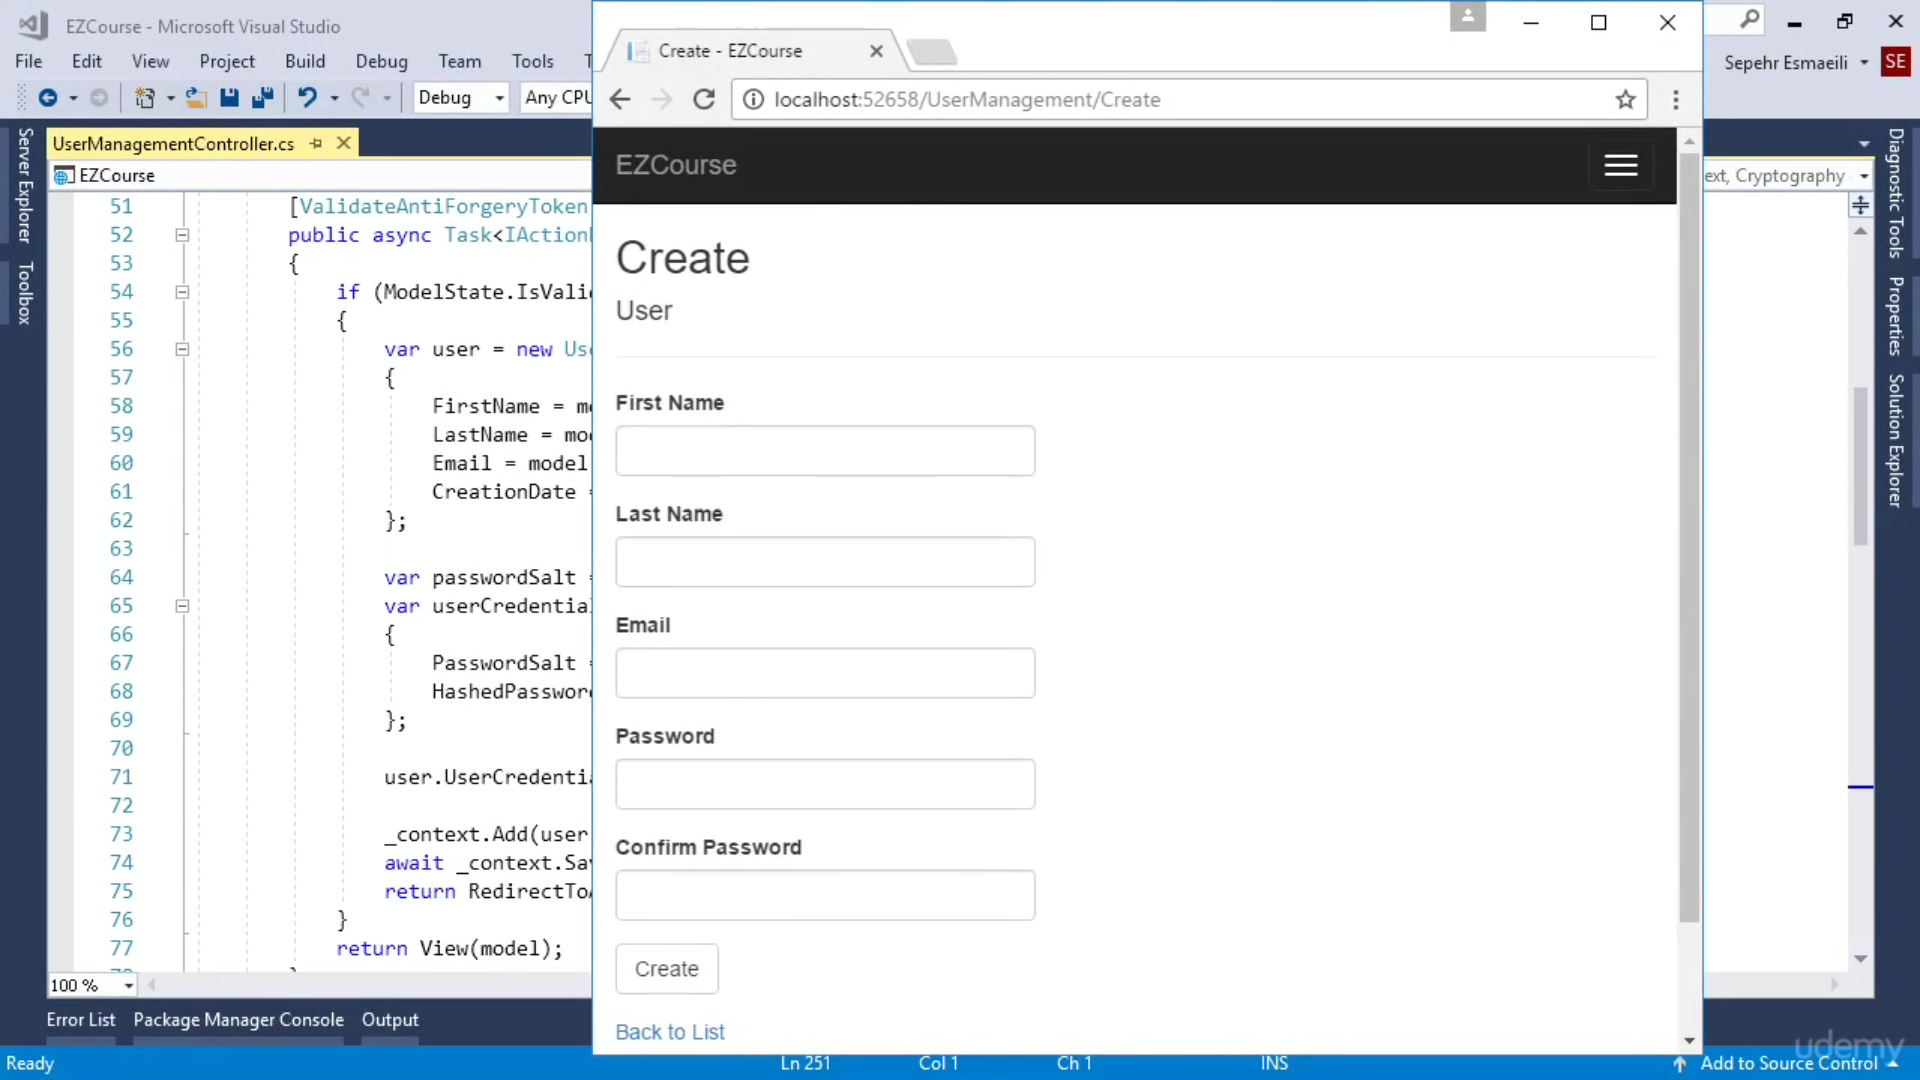 EZCourse - Microsoft Visual Studio
File Edit View Project Build Debug Team Tools
Sepehr Esmaeili SE
Debug Any CPU
Server Explorer
Toolbox
UserManagementController.cs
EZCourse
51 [ValidateAntiForgeryToken
52 public async Task<IAction
53 {
54 if (ModelState.IsVali
55 {
56 var user = new Us
57 {
58 FirstName = m
59 LastName = mo
60 Email = model
61 CreationDate =
62 };
63
64 var passwordSalt =
65 var userCredentia
66 {
67 PasswordSalt =
68 HashedPassword
69 };
70
71 user.UserCredentia
72
73 _context.Add(user
74 await _context.Sav
75 return RedirectToA
76 }
77 return View(model);
100 %
Error List Package Manager Console Output
Create - EZCourse
localhost:52658/UserManagement/Create
EZCourse
Create
User
First Name
Last Name
Email
Password
Confirm Password
Create
Back to List
ext, Cryptography
Diagnostic Tools
Properties
Solution Explorer
Ready Ln 251 Col 1 Ch 1 INS Add to Source Control
udemy